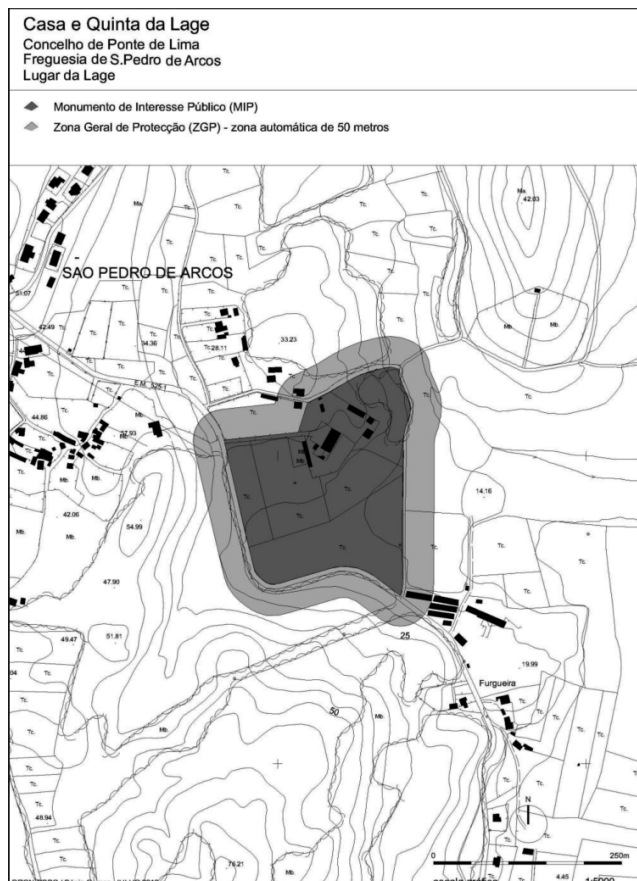 Casa e Quinta da Lage
Concelho de Ponte de Lima
Freguesia de S.Pedro de Arcos
Lugar da Lage
Monumento de Interesse Público (MIP)
Zona Geral de Protecção (ZGP) - zona automática de 50 metros
42.03
SAO PEDRO DE ARCOS
51.07
42.49
34.36
28.11
33.23
E.M. 525-1
44.86
37.93
14.16
42.06
54.99
47.90
49.47
51.81
25
19.99
Furgueira
50
N
48.94
76.21
4.45
0
250m
escala gráfica
1:5000